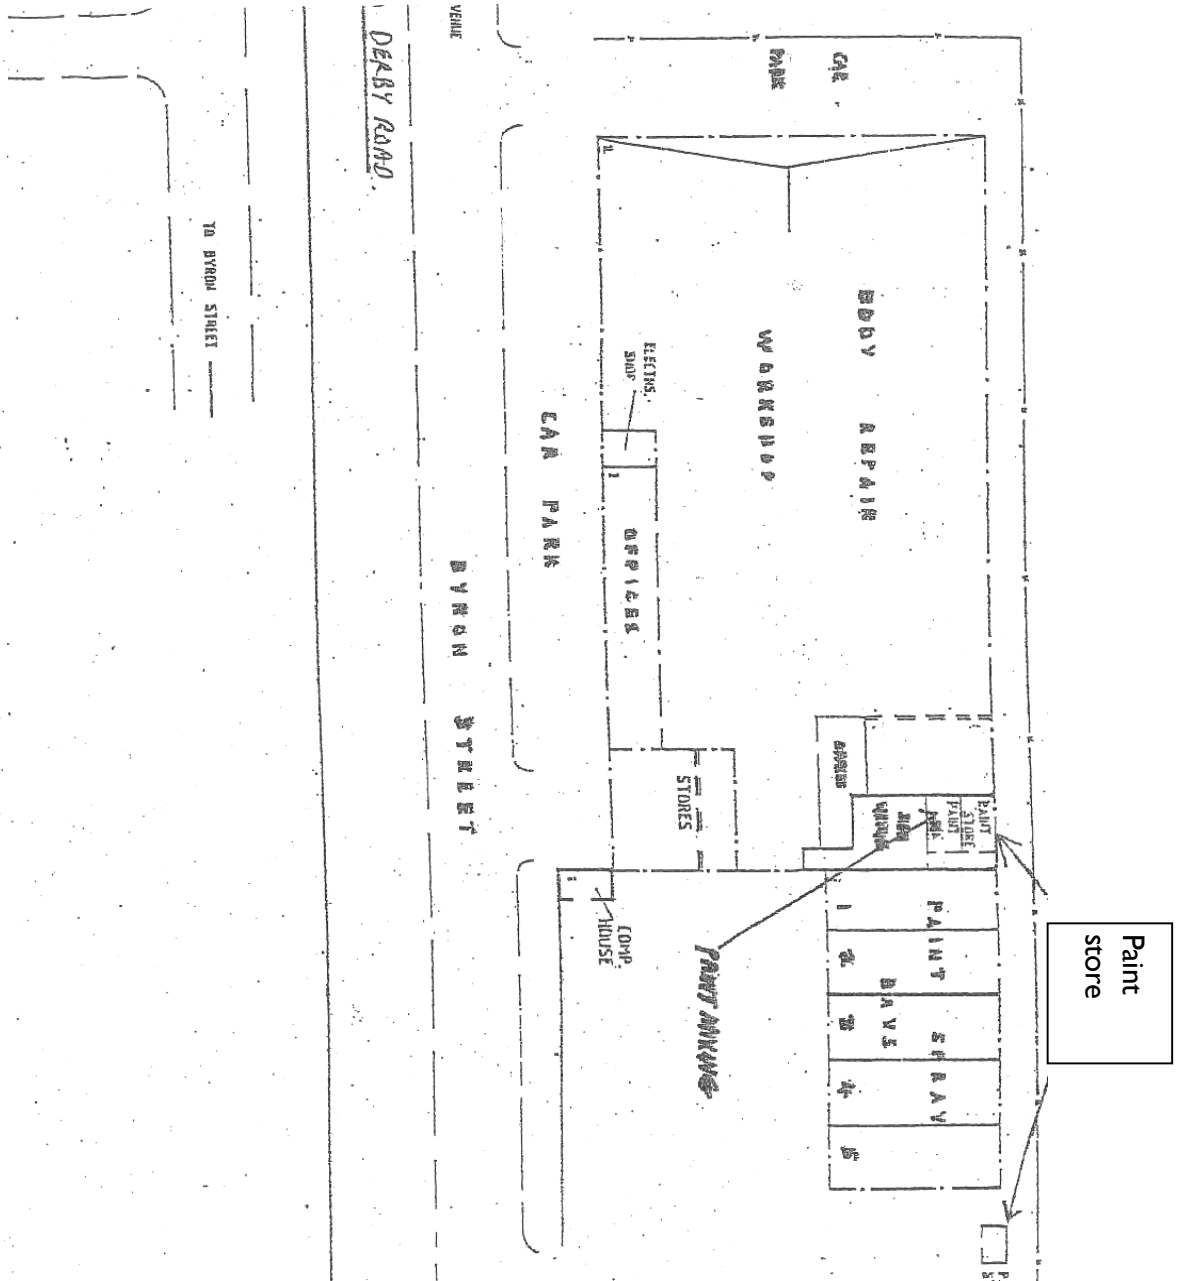 VENUE
DERBY ROAD.
TO BYRON STREET
CAR
PARK
BODY REPAIR
WORKSHOP
ELECTNS.
SHOP
CAR PARK
OFFICES
BYRON STREET
STORES
PAINT
STORE
PAINT
COMP.
HOUSE
PAINT MIXING
PAINT SPRAY
BAYS
1
2
3
4
5
Paint
store